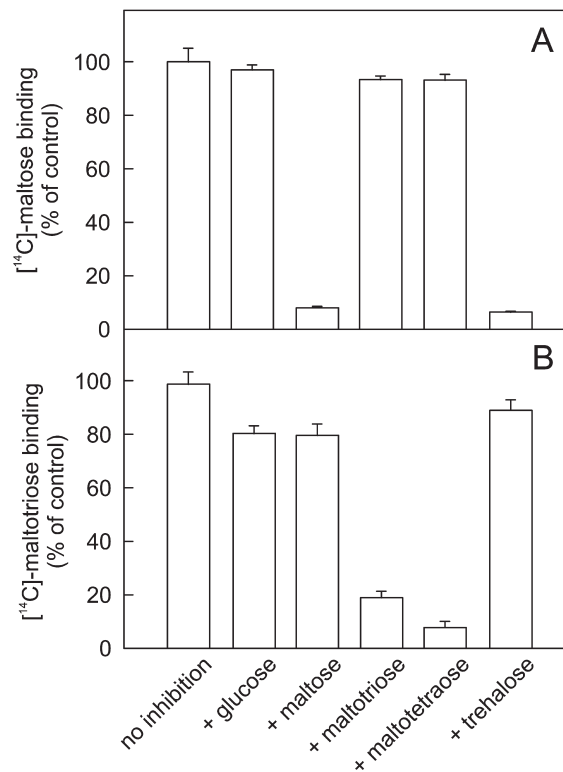 A
[¹⁴C]-maltose binding
(% of control)
100
80
60
40
20
0
B
[¹⁴C]-maltotriose binding
(% of control)
100
80
60
40
20
0
no inhibition
+ glucose
+ maltose
+ maltotriose
+ maltotetraose
+ trehalose